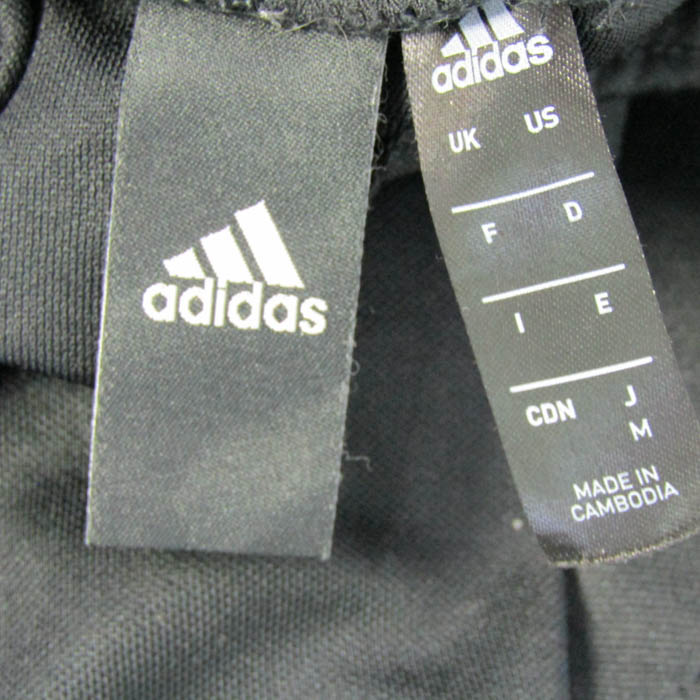 adidas
adidas
UK US
F D
I E
CDN J
M
MADE IN
CAMBODIA